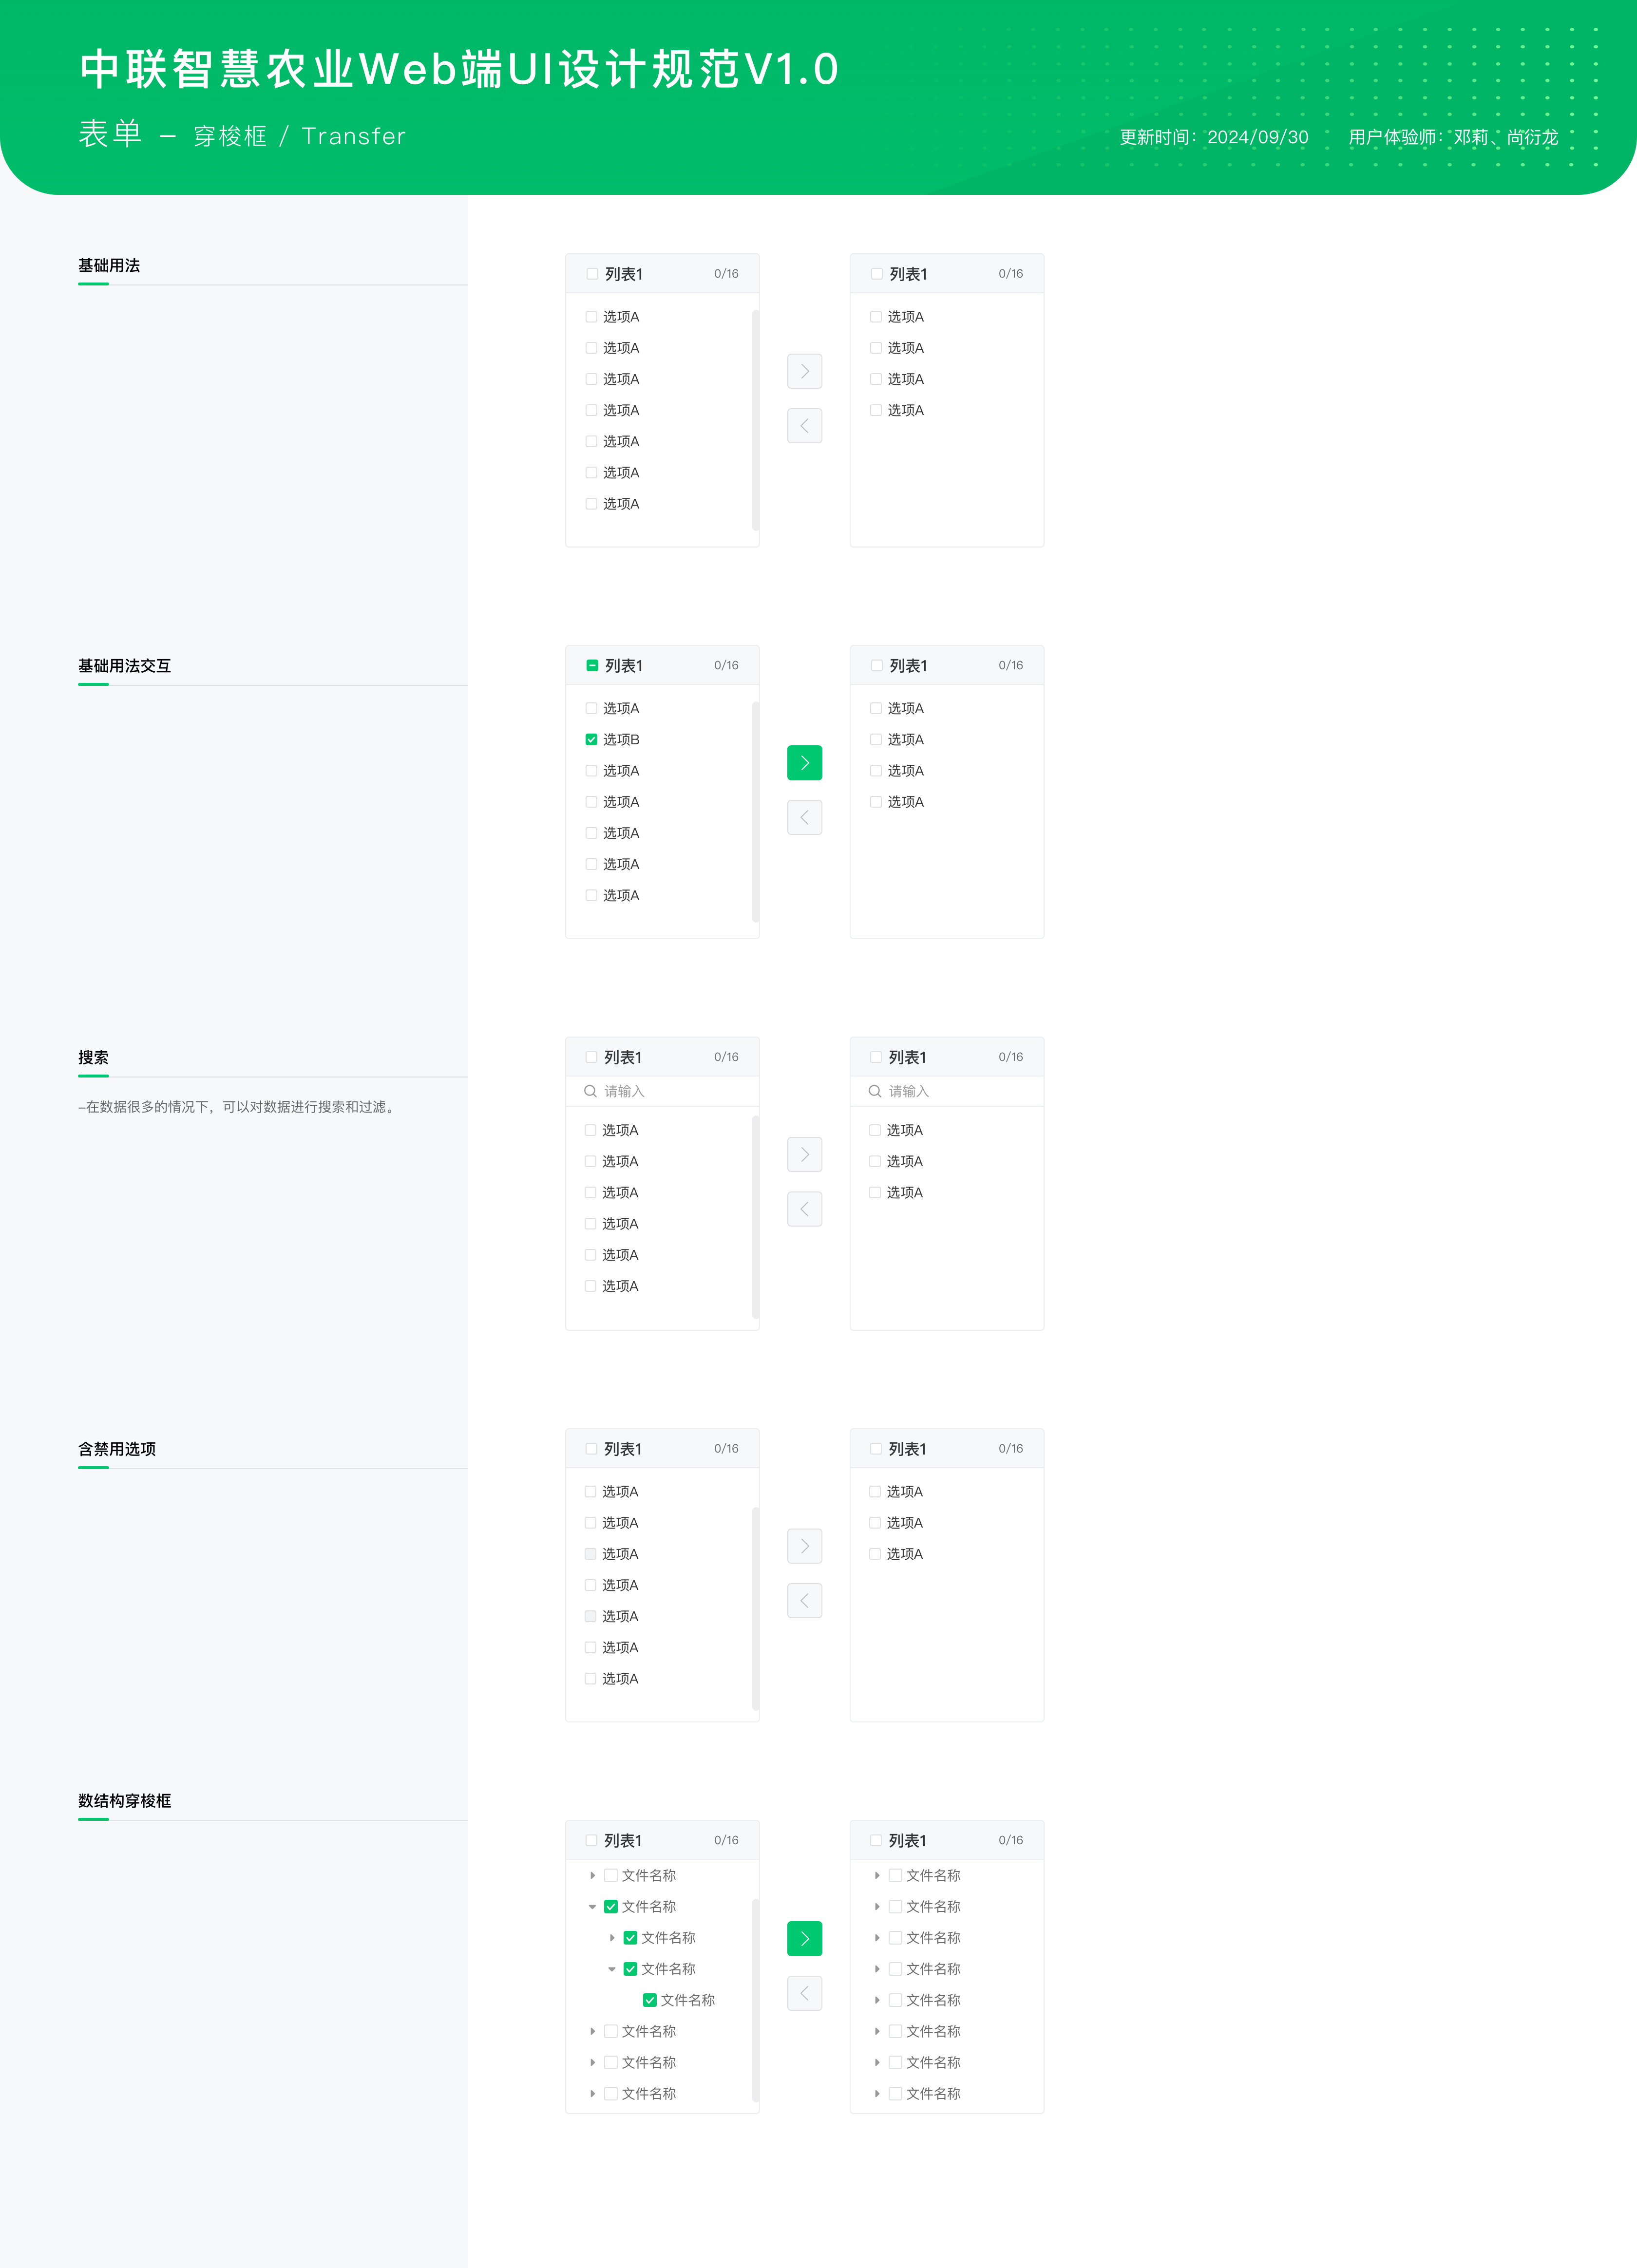 中联智慧农业Web端UI设计规范V1.0
表单 – 穿梭框 / Transfer
更新时间：2024/09/30 用户体验师：邓莉、尚衍龙
基础用法
列表1 0/16
选项A
选项A
选项A
选项A
选项A
选项A
选项A
列表1 0/16
选项A
选项A
选项A
选项A
基础用法交互
列表1 0/16
选项A
选项B
选项A
选项A
选项A
选项A
选项A
列表1 0/16
选项A
选项A
选项A
选项A
搜索
–在数据很多的情况下，可以对数据进行搜索和过滤。
列表1 0/16
请输入
选项A
选项A
选项A
选项A
选项A
选项A
列表1 0/16
请输入
选项A
选项A
选项A
含禁用选项
列表1 0/16
选项A
选项A
选项A
选项A
选项A
选项A
选项A
列表1 0/16
选项A
选项A
选项A
数结构穿梭框
列表1 0/16
文件名称
文件名称
文件名称
文件名称
文件名称
文件名称
文件名称
文件名称
列表1 0/16
文件名称
文件名称
文件名称
文件名称
文件名称
文件名称
文件名称
文件名称